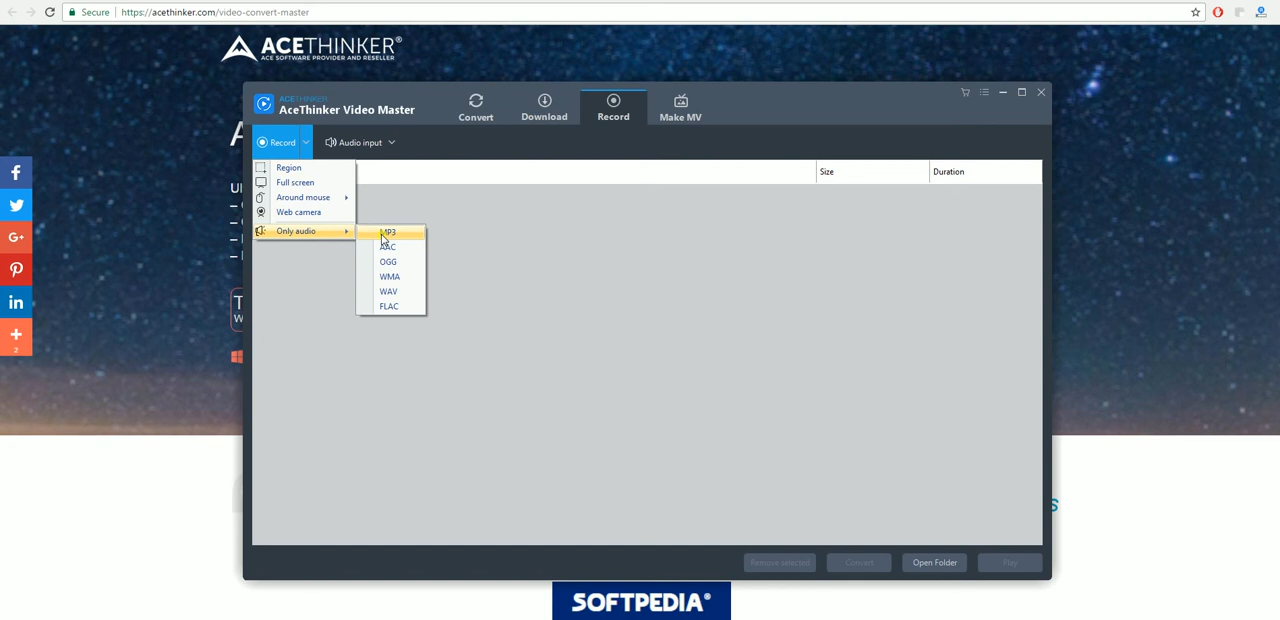 Secure | https://acethinker.com/video-convert-master
ACETHINKER®
ACE SOFTWARE PROVIDER AND RESELLER
ACETHINKER
AceThinker Video Master
Convert
Download
Record
Make MV
Record
Audio input
Size
Duration
Region
Full screen
Around mouse
Web camera
Only audio
MP3
AAC
OGG
WMA
WAV
FLAC
2
Remove selected
Convert
Open Folder
Play
SOFTPEDIA®